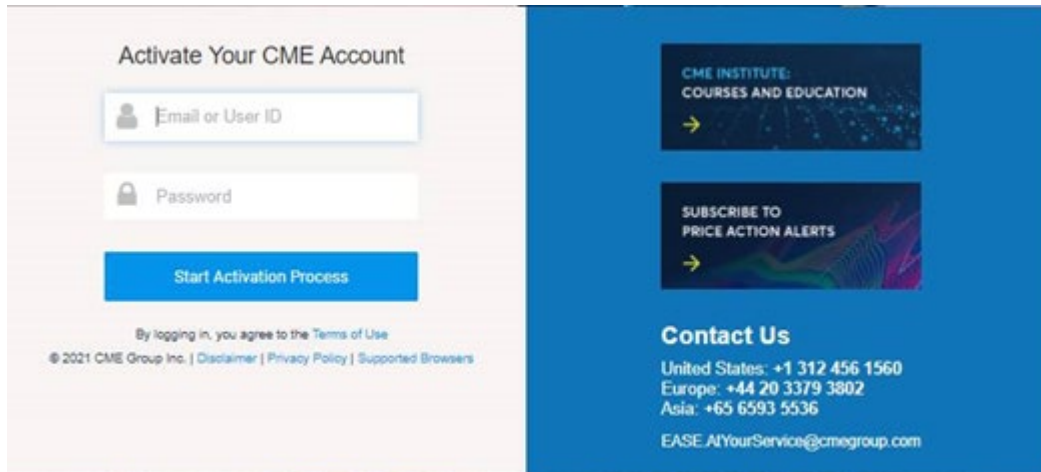 Activate Your CME Account
Email or User ID
Password
Start Activation Process
By logging in, you agree to the Terms of Use
© 2021 CME Group Inc. | Disclaimer | Privacy Policy | Supported Browsers
CME INSTITUTE:
COURSES AND EDUCATION
SUBSCRIBE TO
PRICE ACTION ALERTS
Contact Us
United States: +1 312 456 1560
Europe: +44 20 3379 3802
Asia: +65 6593 5536
EASE.AtYourService@cmegroup.com